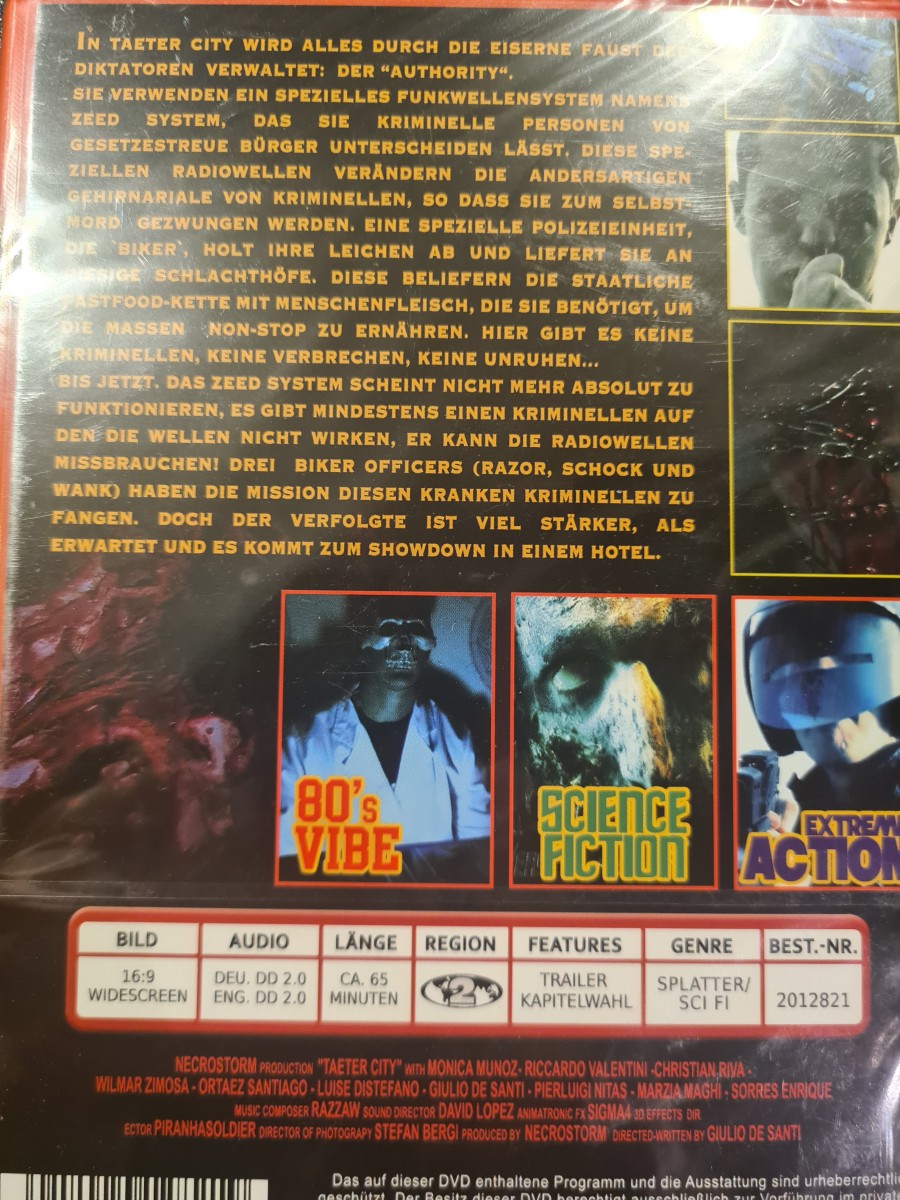 IN TAETER CITY WIRD ALLES DURCH DIE EISERNE FAUST
DIKTATOREN VERWALTET: DER "AUTHORITY".
SIE VERWENDEN EIN SPEZIELLES FUNKWELLENSYSTEM NAMENS
ZEED SYSTEM, DAS SIE KRIMINELLE PERSONEN VON
GESETZESTREUE BÜRGER UNTERSCHEIDEN LÄSST. DIESE SPE-
ZIELLEN RADIOWELLEN VERÄNDERN DIE ANDERSARTIGEN
GEHIRNARIALE VON KRIMINELLEN, SO DASS SIE ZUM SELBST-
MORD GEZWUNGEN WERDEN. EINE SPEZIELLE POLIZEIEINHEIT,
DIE ´BIKER´, HOLT IHRE LEICHEN AB UND LIEFERT SIE AN
SCHLACHTHÖFE. DIESE BELIEFERN DIE STAATLICHE
FASTFOOD-KETTE MIT MENSCHENFLEISCH, DIE SIE BENÖTIGT, UM
DIE MASSEN NON-STOP ZU ERNÄHREN. HIER GIBT ES KEINE
KRIMINELLEN, KEINE VERBRECHEN, KEINE UNRUHEN...
BIS JETZT. DAS ZEED SYSTEM SCHEINT NICHT MEHR ABSOLUT ZU
FUNKTIONIEREN, ES GIBT MINDESTENS EINEN KRIMINELLEN AUF
DEN DIE WELLEN NICHT WIRKEN, ER KANN DIE RADIOWELLEN
MISSBRAUCHEN! DREI BIKER OFFICERS (RAZOR, SCHOCK UND
WANK) HABEN DIE MISSION DIESEN KRANKEN KRIMINELLEN ZU
FANGEN. DOCH DER VERFOLGTE IST VIEL STÄRKER, ALS
ERWARTET UND ES KOMMT ZUM SHOWDOWN IN EINEM HOTEL.
80's
VIBE
SCIENCE
FICTION
EXTREM
ACTION
BILD AUDIO LÄNGE REGION FEATURES GENRE BEST.-NR.
16:9 DEU. DD 2.0 CA. 65 2 TRAILER SPLATTER/ 2012821
WIDESCREEN ENG. DD 2.0 MINUTEN KAPITELWAHL SCI FI
NECROSTORM PRODUCTION "TAETER CITY" WITH MONICA MUNOZ- RICCARDO VALENTINI -CHRISTIAN RIVA -
WILMAR ZIMOSA - ORTAEZ SANTIAGO - LUISE DISTEFANO - GIULIO DE SANTI - PIERLUIGI NITAS - MARZIA MAGHI - SORRES ENRIQUE
MUSIC COMPOSER RAZZAW SOUND DIRECTOR DAVID LOPEZ ANIMATRONIC FX SIGMA4 3D EFFECTS DIR
ECTOR PIRANHASOLDIER DIRECTOR OF PHOTOGRAPY STEFAN BERGI PRODUCED BY NECROSTORM DIRECTED-WRITTEN BY GIULIO DE SANTI
Das auf dieser DVD enthaltene Programm und die Ausstattung sind urheberrechtlic
geschützt. Der Besitz dieser DVD berechtigt ausschließlich zur Vorführung im privat